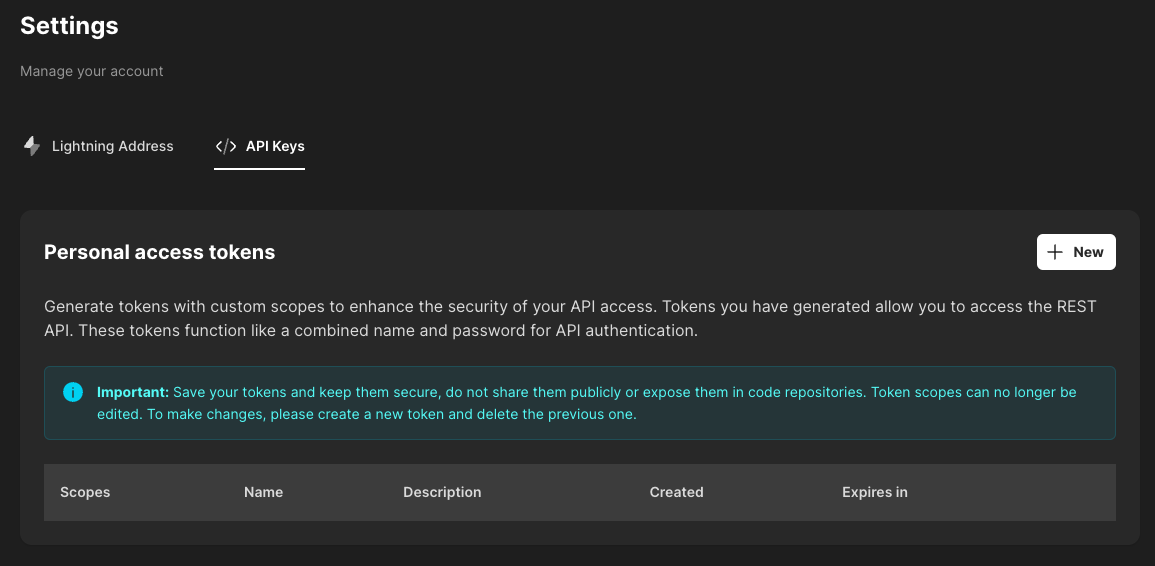 Settings
Manage your account
Lightning Address
</> API Keys
Personal access tokens
+ New
Generate tokens with custom scopes to enhance the security of your API access. Tokens you have generated allow you to access the REST
API. These tokens function like a combined name and password for API authentication.
Important: Save your tokens and keep them secure, do not share them publicly or expose them in code repositories. Token scopes can no longer be
edited. To make changes, please create a new token and delete the previous one.
Scopes Name Description Created Expires in